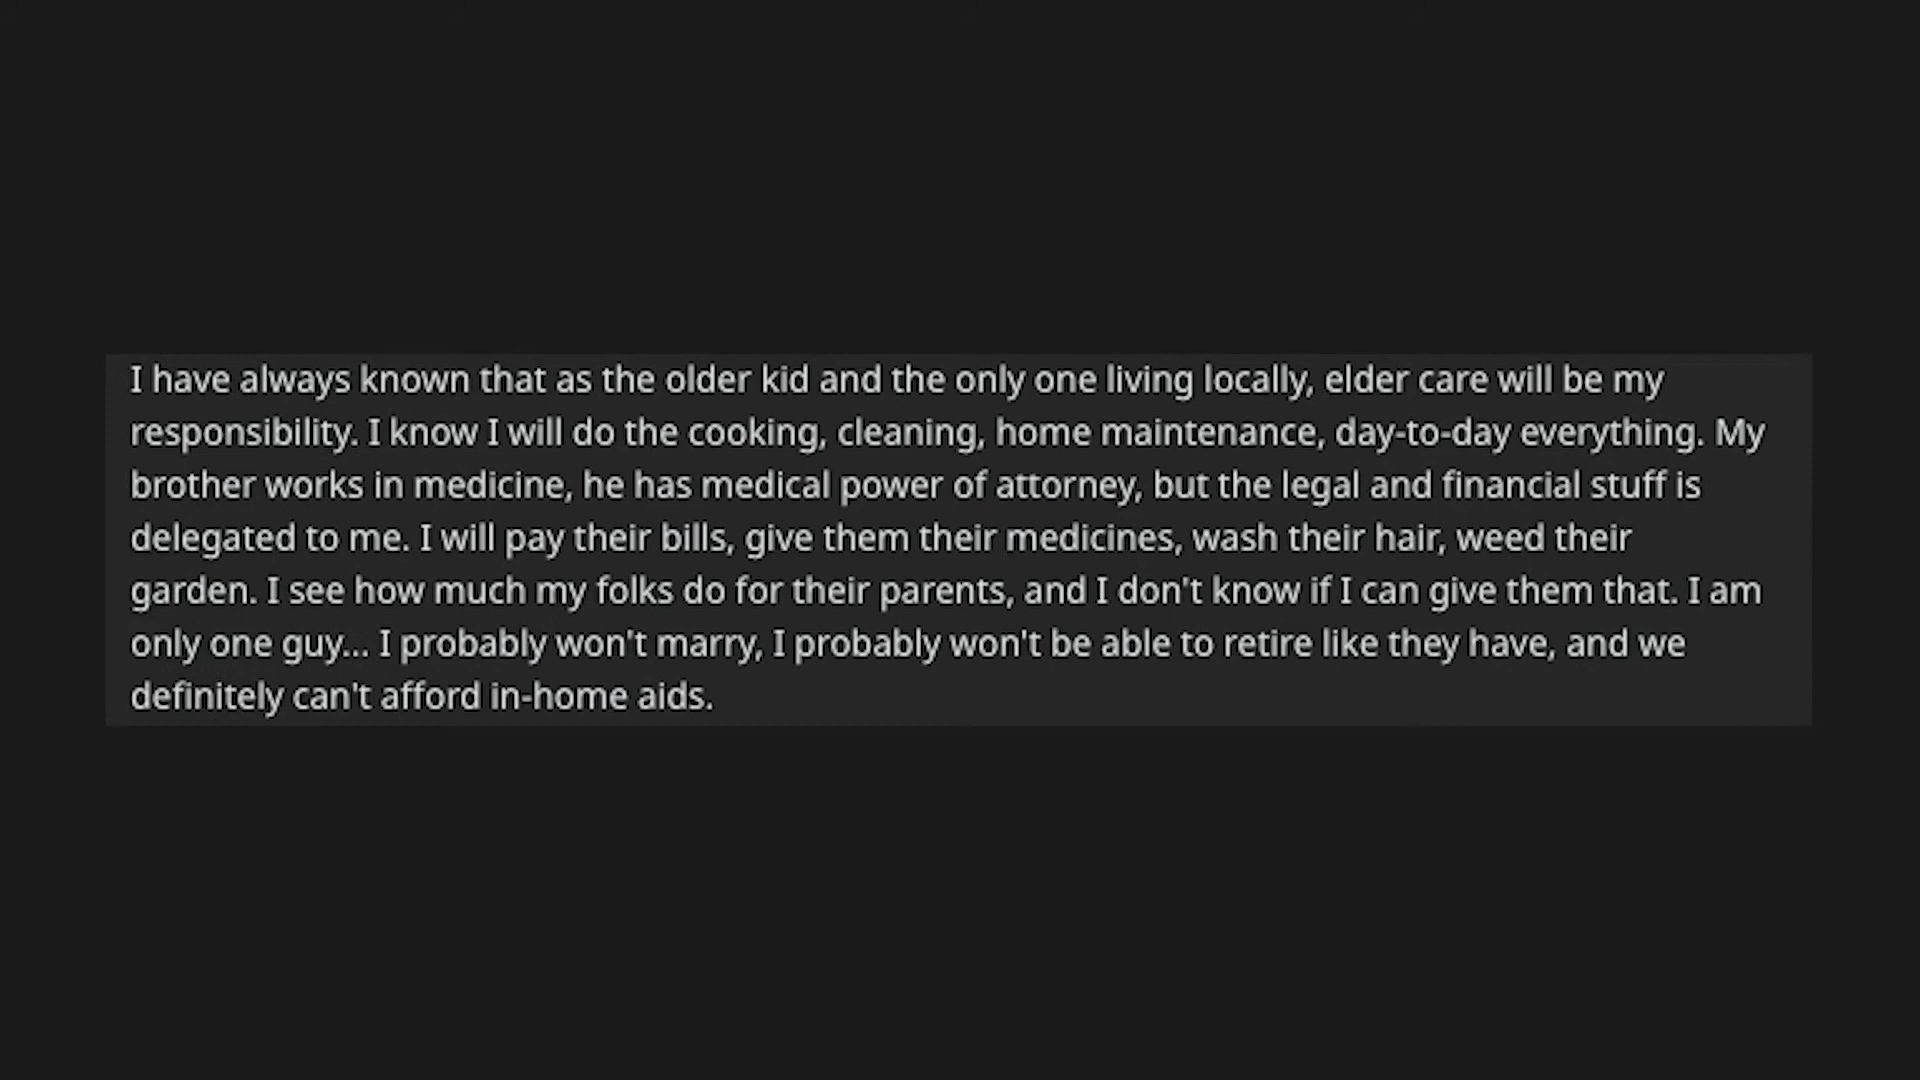 I have always known that as the older kid and the only one living locally, elder care will be my
responsibility. I know I will do the cooking, cleaning, home maintenance, day-to-day everything. My
brother works in medicine, he has medical power of attorney, but the legal and financial stuff is
delegated to me. I will pay their bills, give them their medicines, wash their hair, weed their
garden. I see how much my folks do for their parents, and I don't know if I can give them that. I am
only one guy... I probably won't marry, I probably won't be able to retire like they have, and we
definitely can't afford in-home aids.